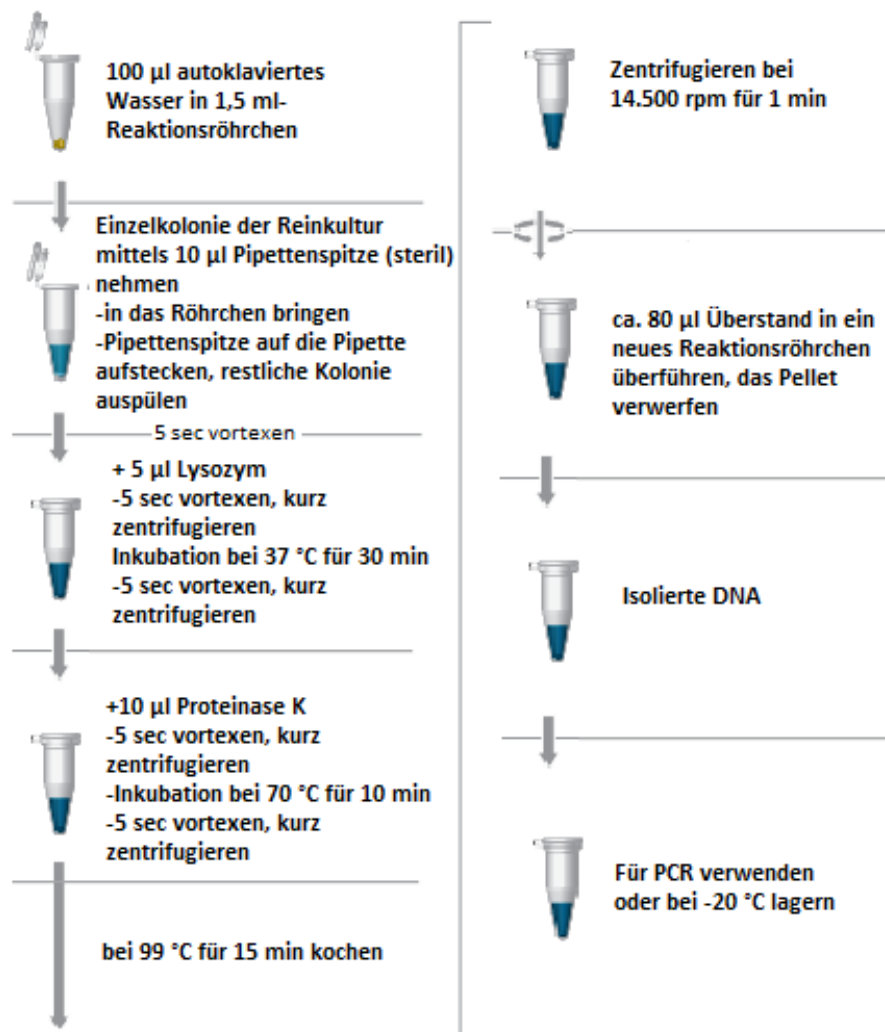 100 µl autoklaviertes
Wasser in 1,5 ml-
Reaktionsröhrchen
Einzelkolonie der Reinkultur
mittels 10 µl Pipettenspitze (steril)
nehmen
-in das Röhrchen bringen
-Pipettenspitze auf die Pipette
aufstecken, restliche Kolonie
auspülen
5 sec vortexen
+ 5 µl Lysozym
-5 sec vortexen, kurz
zentrifugieren
Inkubation bei 37 °C für 30 min
-5 sec vortexen, kurz
zentrifugieren
+10 µl Proteinase K
-5 sec vortexen, kurz
zentrifugieren
-Inkubation bei 70 °C für 10 min
-5 sec vortexen, kurz
zentrifugieren
bei 99 °C für 15 min kochen
Zentrifugieren bei
14.500 rpm für 1 min
ca. 80 µl Überstand in ein
neues Reaktionsröhrchen
überführen, das Pellet
verwerfen
Isolierte DNA
Für PCR verwenden
oder bei -20 °C lagern